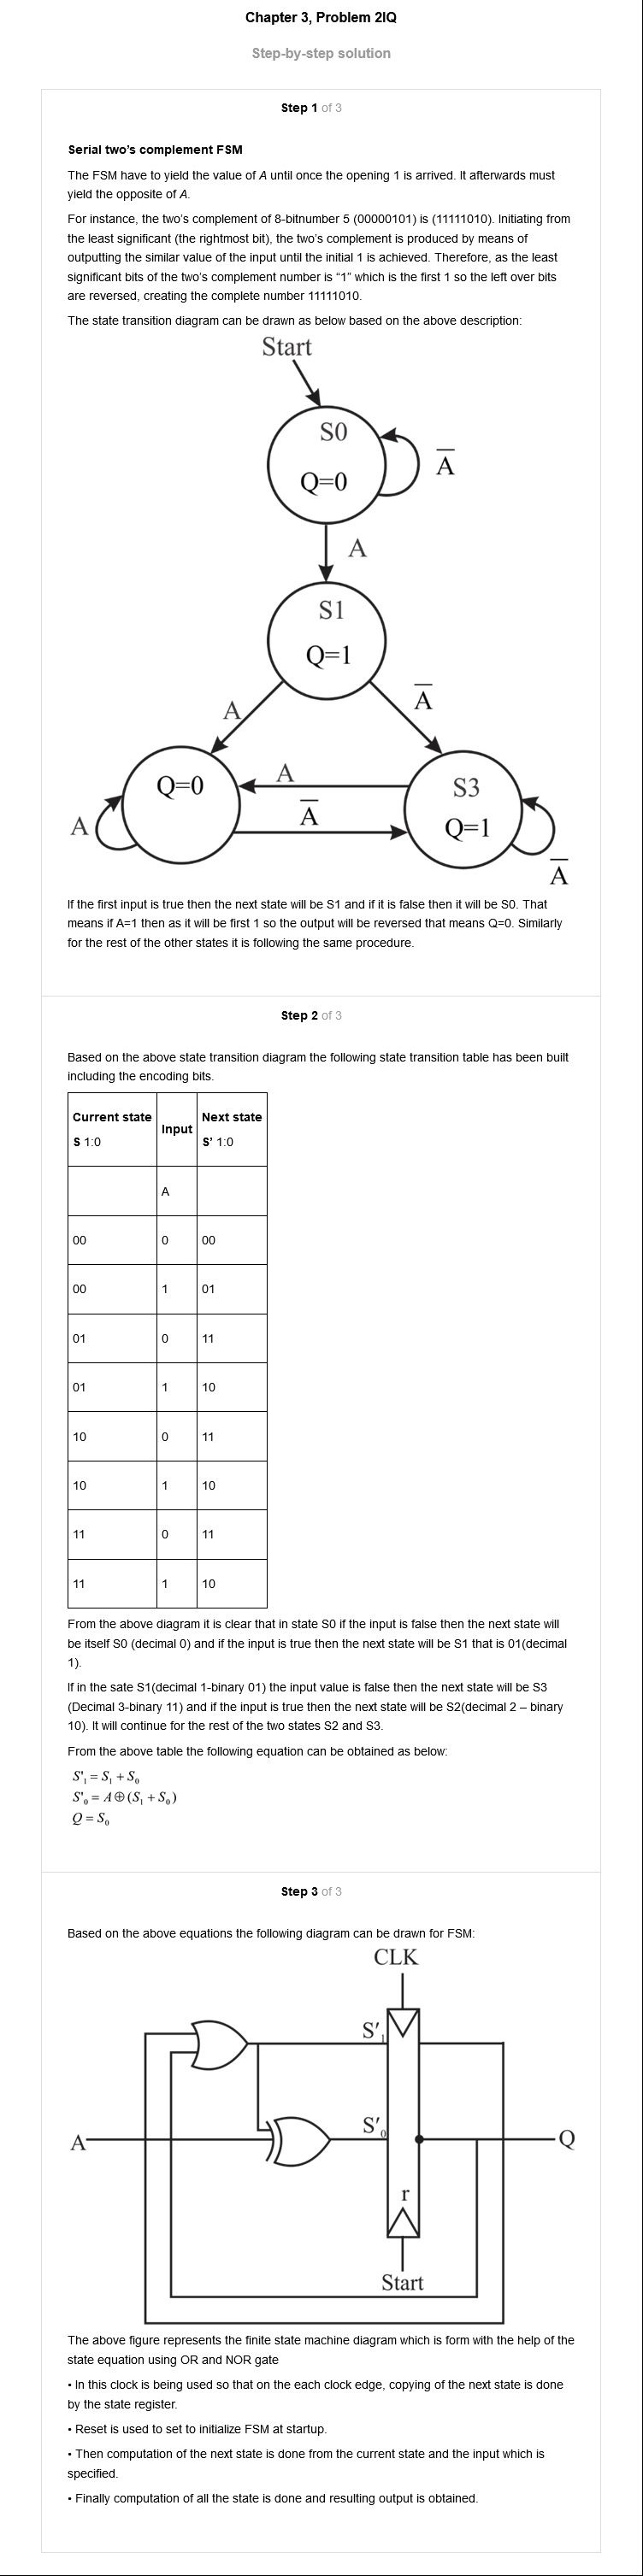 Chapter 3, Problem 2IQ
Step-by-step solution
Step 1 of 3
Serial two's complement FSM
The FSM have to yield the value of A until once the opening 1 is arrived. It afterwards must
yield the opposite of A.
For instance, the two's complement of 8-bitnumber 5 (00000101) is (11111010). Initiating from
the least significant (the rightmost bit), the two's complement is produced by means of
outputting the similar value of the input until the initial 1 is achieved. Therefore, as the least
significant bits of the two's complement number is “1” which is the first 1 so the left over bits
are reversed, creating the complete number 11111010.
The state transition diagram can be drawn as below based on the above description:
Start
S0
Q=0
A̅
A
S1
Q=1
A
A̅
Q=0
A
A
A̅
S3
Q=1
A̅
If the first input is true then the next state will be S1 and if it is false then it will be S0. That
means if A=1 then as it will be first 1 so the output will be reversed that means Q=0. Similarly
for the rest of the other states it is following the same procedure.
Step 2 of 3
Based on the above state transition diagram the following state transition table has been built
including the encoding bits.
Current state Input Next state
S 1:0 S' 1:0
A
00 0 00
00 1 01
01 0 11
01 1 10
10 0 11
10 1 10
11 0 11
11 1 10
From the above diagram it is clear that in state S0 if the input is false then the next state will
be itself S0 (decimal 0) and if the input is true then the next state will be S1 that is 01(decimal
1).
If in the sate S1(decimal 1-binary 01) the input value is false then the next state will be S3
(Decimal 3-binary 11) and if the input is true then the next state will be S2(decimal 2 – binary
10). It will continue for the rest of the two states S2 and S3.
From the above table the following equation can be obtained as below:
S'₁ = S₁ + S₀
S'₀ = A⊕(S₁ + S₀)
Q = S₀
Step 3 of 3
Based on the above equations the following diagram can be drawn for FSM:
CLK
S'₁
A
S'₀
Q
r
Start
The above figure represents the finite state machine diagram which is form with the help of the
state equation using OR and NOR gate
• In this clock is being used so that on the each clock edge, copying of the next state is done
by the state register.
• Reset is used to set to initialize FSM at startup.
• Then computation of the next state is done from the current state and the input which is
specified.
• Finally computation of all the state is done and resulting output is obtained.